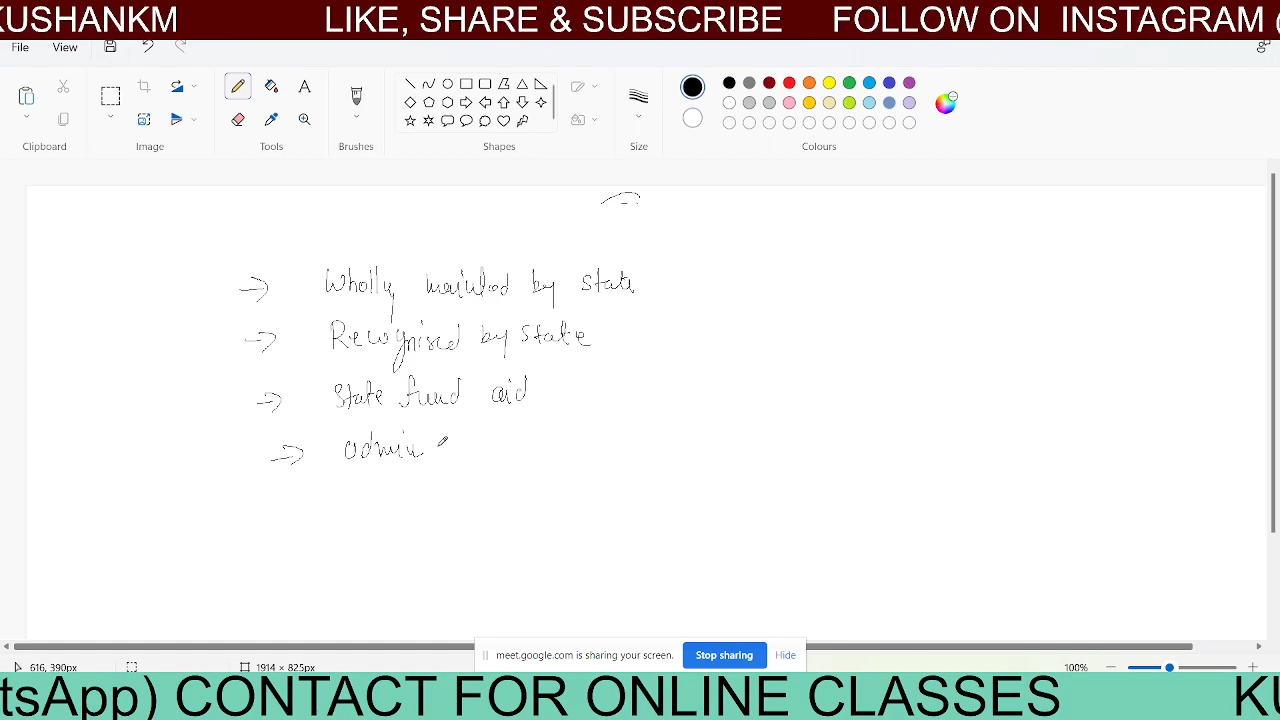 KUSHANKM LIKE, SHARE & SUBSCRIBE FOLLOW ON INSTAGRAM
File View
Clipboard Image Tools Brushes Shapes Size Colours
→ Wholly by State
→ Recognised by State
→ State fund aid
→ admin
meet.google.com is sharing your screen. Stop sharing Hide
616, 390px 1914 × 825px 100%
tsApp) CONTACT FOR ONLINE CLASSES KU